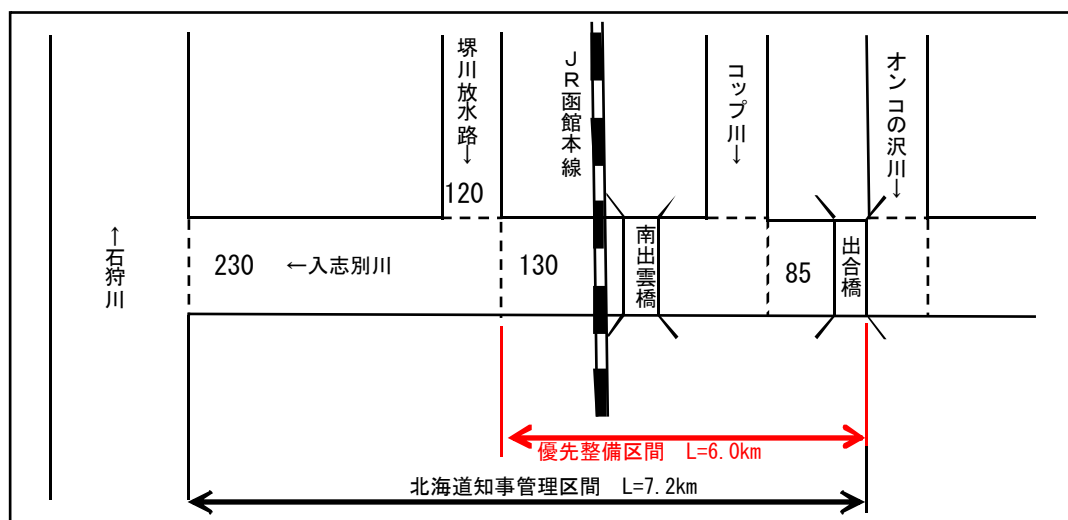 ↑石狩川
230
←入志別川
堺川放水路→
120
130
JR函館本線
南出雲橋
コップ川→
85
出合橋
オンコの沢川→
優先整備区間 L=6.0km
北海道知事管理区間 L=7.2km